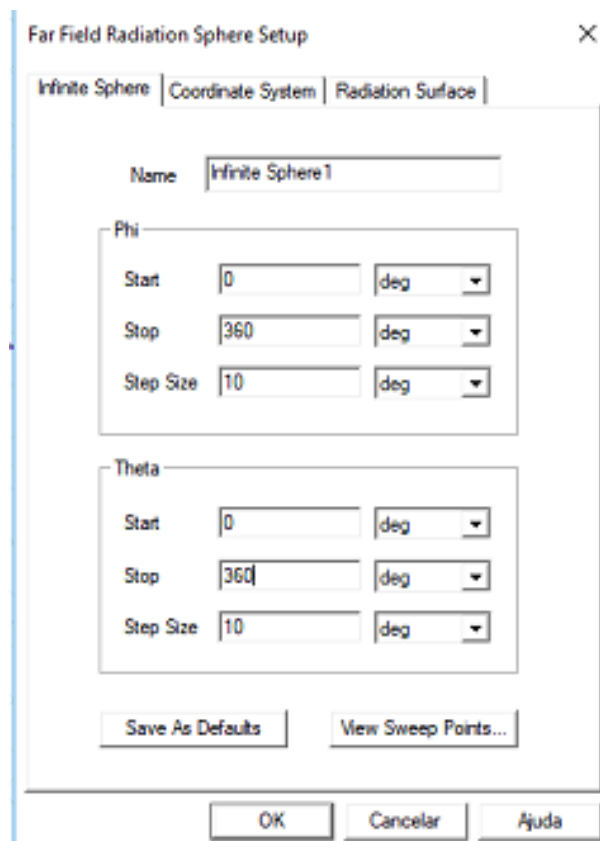 Far Field Radiation Sphere Setup
Infinite Sphere Coordinate System Radiation Surface
Name Infinite Sphere1
Phi
Start 0 deg
Stop 360 deg
Step Size 10 deg
Theta
Start 0 deg
Stop 360 deg
Step Size 10 deg
Save As Defaults View Sweep Points...
OK Cancelar Ajuda